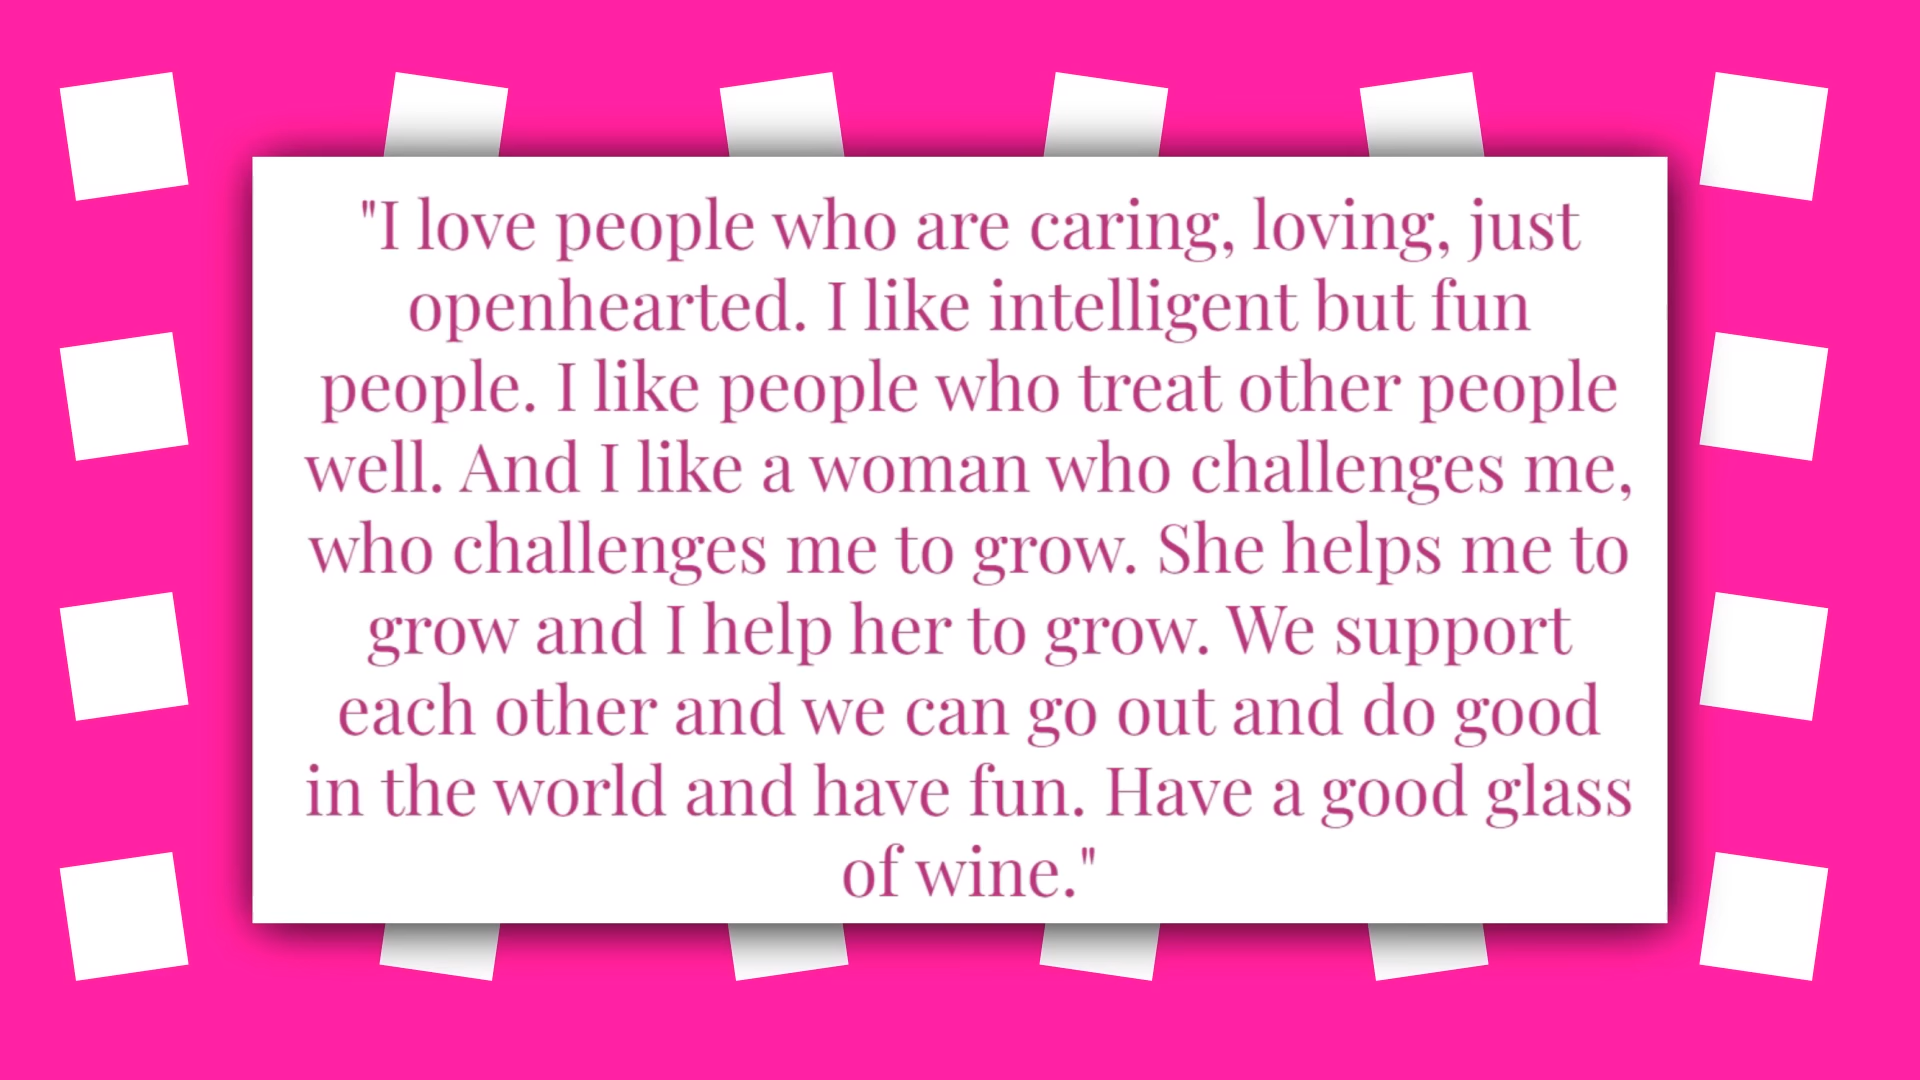 "I love people who are caring, loving, just
openhearted. I like intelligent but fun
people. I like people who treat other people
well. And I like a woman who challenges me,
who challenges me to grow. She helps me to
grow and I help her to grow. We support
each other and we can go out and do good
in the world and have fun. Have a good glass
of wine."